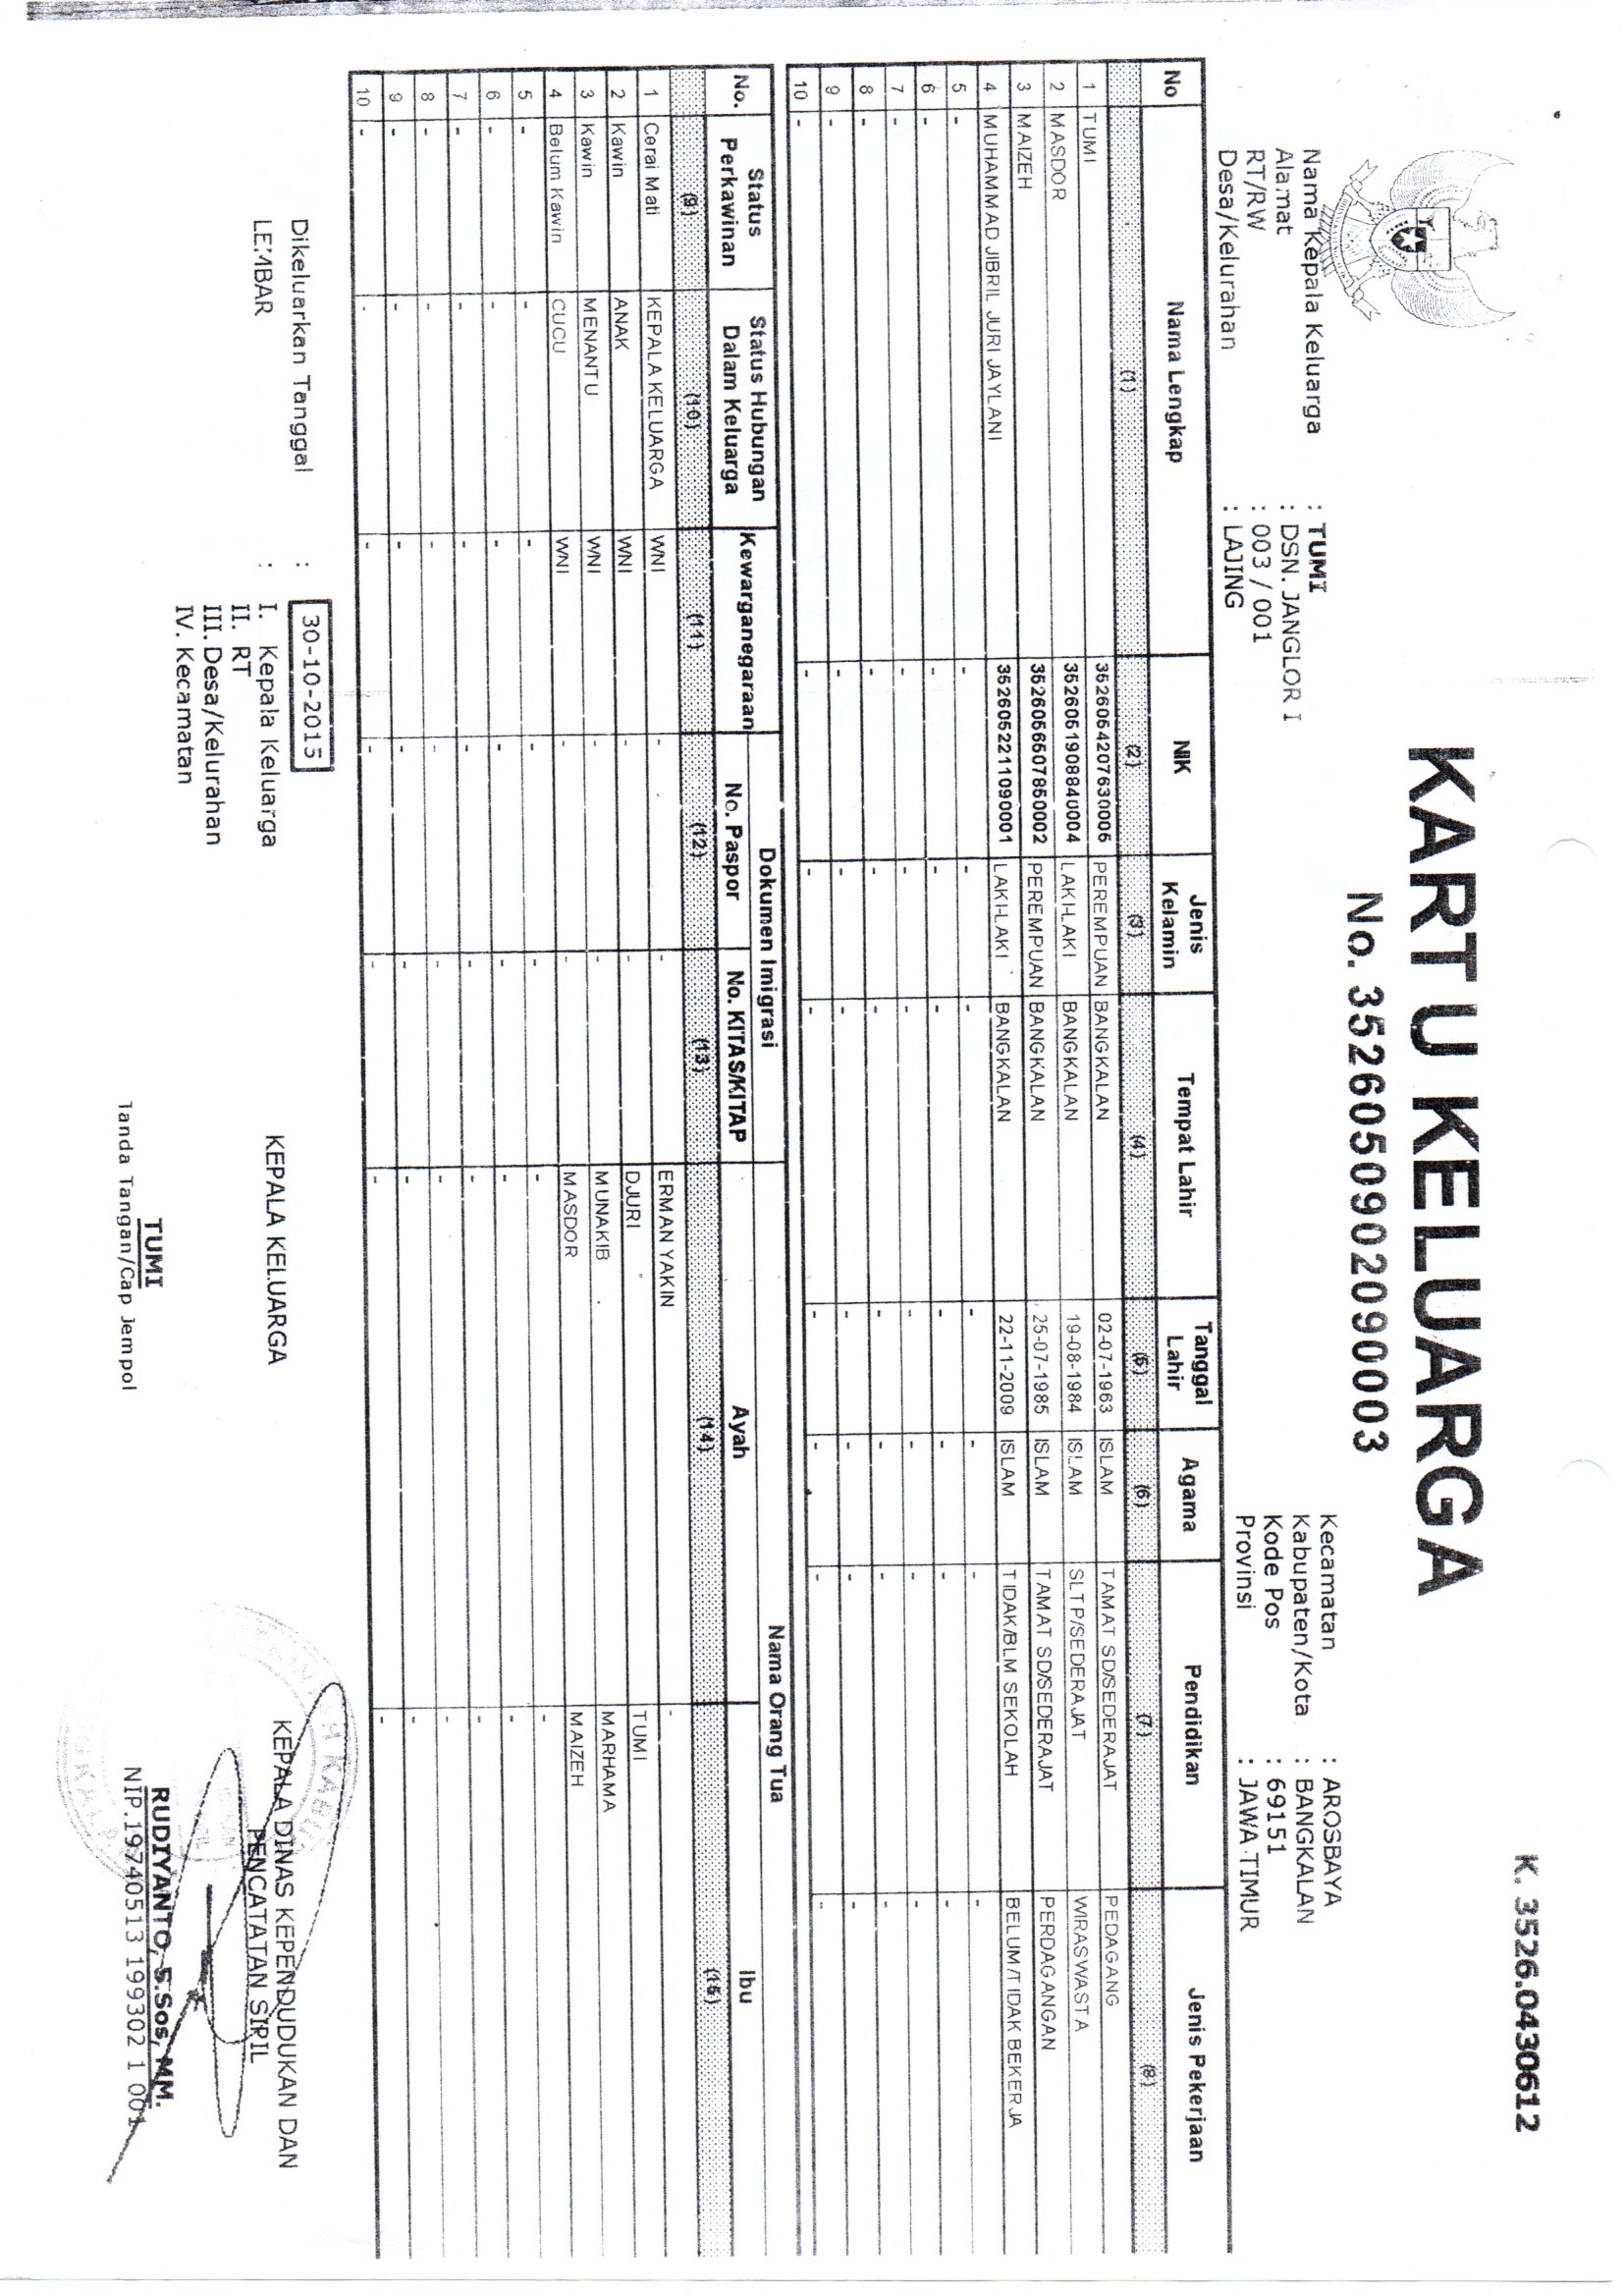 K. 3526.0430612
KARTU KELUARGA
No. 3526050902090003
Nama Kepala Keluarga : TUMI
Alamat : DSN. JANGLOR I
RT/RW : 003 / 001
Desa/Kelurahan : LAJING
Kecamatan : AROSBAYA
Kabupaten/Kota : BANGKALAN
Kode Pos : 69151
Provinsi : JAWA TIMUR
No Nama Lengkap NIK Jenis Kelamin Tempat Lahir Tanggal Lahir Agama Pendidikan Jenis Pekerjaan
(1) (2) (3) (4) (5) (6) (7) (8)
1 TUMI 3526054207630005 PEREMPUAN BANGKALAN 02-07-1963 ISLAM TAMAT SD/SEDERAJAT PEDAGANG
2 MASDOR 3526051908840004 LAKI-LAKI BANGKALAN 19-08-1984 ISLAM SLTP/SEDERAJAT WIRASWASTA
3 MAIZEH 3526056507850002 PEREMPUAN BANGKALAN 25-07-1985 ISLAM TAMAT SD/SEDERAJAT PERDAGANGAN
4 MUHAMMAD JIBRIL JURI JAYLANI 3526052211090001 LAKI-LAKI BANGKALAN 22-11-2009 ISLAM TIDAK/BLM SEKOLAH BELUM/TIDAK BEKERJA
5 - - - - - - - -
6 - - - - - - - -
7 - - - - - - - -
8 - - - - - - - -
9 - - - - - - - -
10 - - - - - - - -
No. Status Perkawinan Status Hubungan Dalam Keluarga Kewarganegaraan Dokumen Imigrasi Nama Orang Tua
No. Paspor No. KITAS/KITAP Ayah Ibu
(9) (10) (11) (12) (13) (14) (15)
1 Cerai Mati KEPALA KELUARGA WNI - - ERMAN YAKIN -
2 Kawin ANAK WNI - - DJURI TUMI
3 Kawin MENANTU WNI - - MUNAKIB MARHAMA
4 Belum Kawin CUCU WNI - - MASDOR MAIZEH
5 - - - - - - -
6 - - - - - - -
7 - - - - - - -
8 - - - - - - -
9 - - - - - - -
10 - - - - - - -
Dikeluarkan Tanggal : 30-10-2015
LEMBAR : I. Kepala Keluarga
II. RT
III. Desa/Kelurahan
IV. Kecamatan
KEPALA KELUARGA
TUMI
Tanda Tangan/Cap Jempol
KEPALA DINAS KEPENDUDUKAN DAN
PENCATATAN SIPIL
RUDIYANTO, S.Sos, MM.
NIP.19740513 199302 1 001